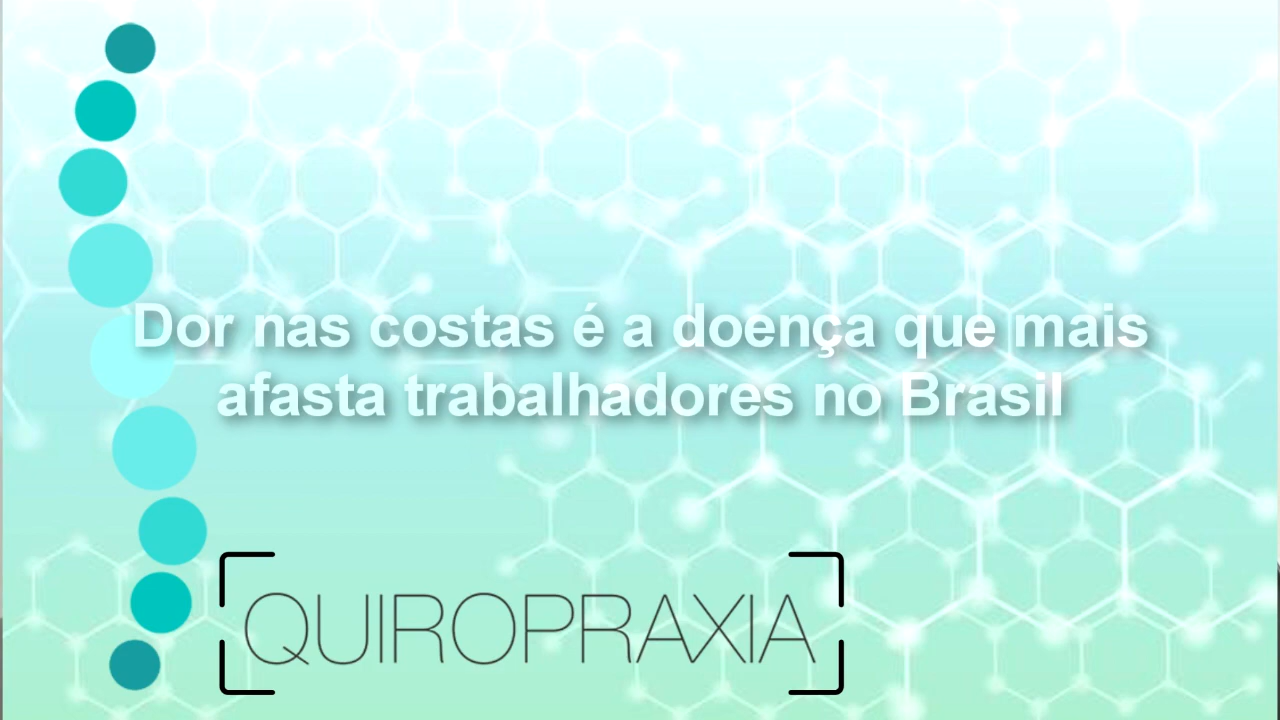 Dor nas costas é a doença que mais
afasta trabalhadores no Brasil
QUIROPRAXIA